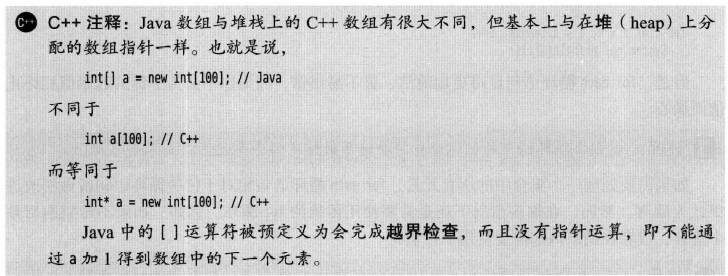 C++ C++ 注释：Java 数组与堆栈上的 C++ 数组有很大不同，但基本上与在堆（heap）上分
配的数组指针一样。也就是说，
int[] a = new int[100]; // Java
不同于
int a[100]; // C++
而等同于
int* a = new int[100]; // C++
Java 中的 [ ] 运算符被预定义为会完成越界检查，而且没有指针运算，即不能通
过 a 加 1 得到数组中的下一个元素。